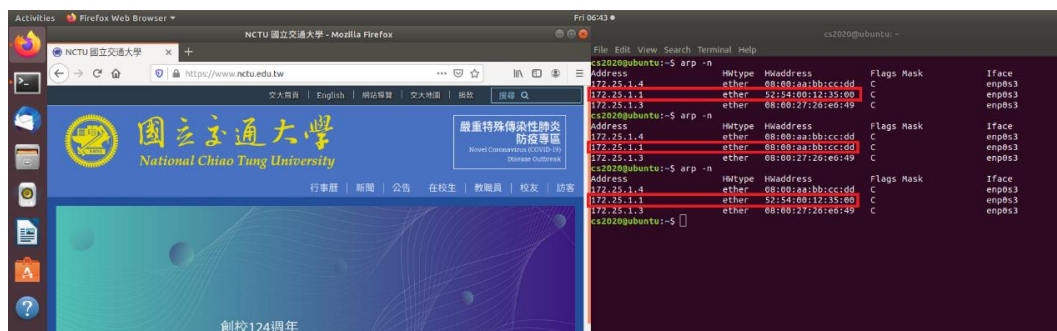 Activities Firefox Web Browser Fri 06:43
NCTU 國立交通大學 - Mozilla Firefox
NCTU 國立交通大學
https://www.nctu.edu.tw
交大首頁 | English | 網站導覽 | 交大地圖 | 捐款 搜尋
國立交通大學
National Chiao Tung University
嚴重特殊傳染性肺炎
防疫專區
Novel Coronavirus (COVID-19)
Disease Outbreak
行事曆 | 新聞 | 公告 在校生 | 教職員 | 校友 | 訪客
創校124週年
cs2020@ubuntu: ~
File Edit View Search Terminal Help
cs2020@ubuntu:~$ arp -n
Address HWtype HWaddress Flags Mask Iface
172.25.1.4 ether 08:00:aa:bb:cc:dd C enp0s3
172.25.1.1 ether 52:54:00:12:35:00 C enp0s3
172.25.1.3 ether 08:00:27:26:e6:49 C enp0s3
cs2020@ubuntu:~$ arp -n
Address HWtype HWaddress Flags Mask Iface
172.25.1.4 ether 08:00:aa:bb:cc:dd C enp0s3
172.25.1.1 ether 08:00:aa:bb:cc:dd C enp0s3
172.25.1.3 ether 08:00:27:26:e6:49 C enp0s3
cs2020@ubuntu:~$ arp -n
Address HWtype HWaddress Flags Mask Iface
172.25.1.4 ether 08:00:aa:bb:cc:dd C enp0s3
172.25.1.1 ether 52:54:00:12:35:00 C enp0s3
172.25.1.3 ether 08:00:27:26:e6:49 C enp0s3
cs2020@ubuntu:~$